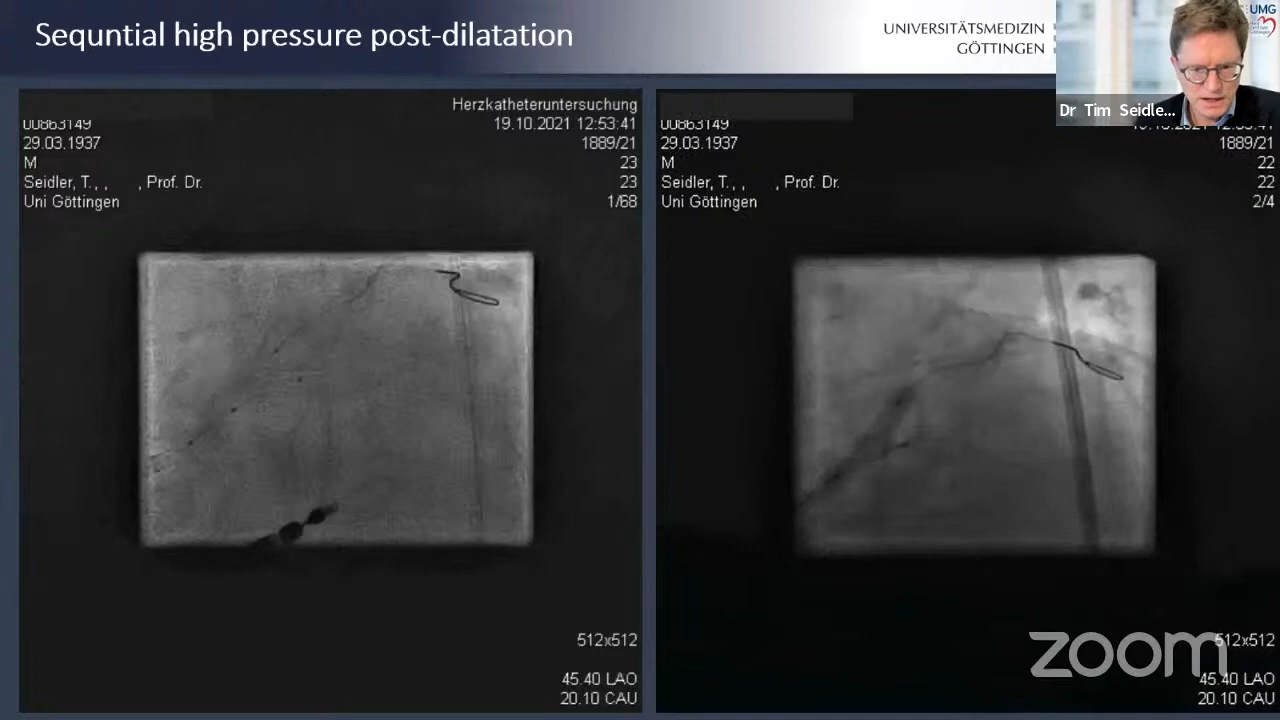 Sequntial high pressure post-dilatation
UNIVERSITÄTSMEDIZIN
GÖTTINGEN
UMG
Dr Tim Seidle...
Herzkatheteruntersuchung
00863149
19.10.2021 12:53:41
29.03.1937
1889/21
M
23
Seidler, T., , , Prof. Dr.
23
Uni Göttingen
1/68
512x512
45.40 LAO
20.10 CAU
00863149
29.03.1937
1889/21
M
22
Seidler, T., , , Prof. Dr.
22
Uni Göttingen
2/4
zoom
512x512
45.40 LAO
20.10 CAU